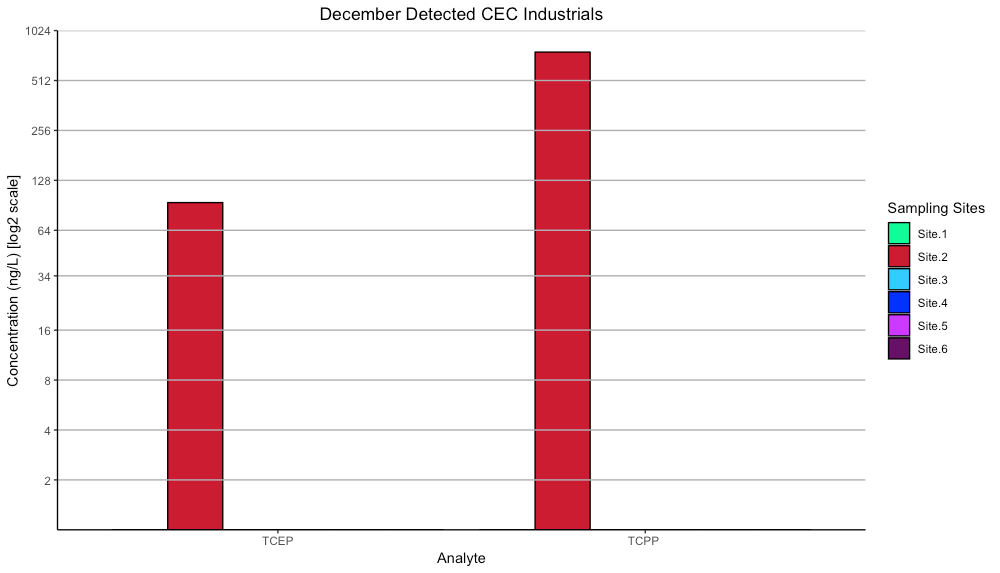 December Detected CEC Industrials
1024
512
256
128
64
34
16
8
4
2
Concentration (ng/L) [log2 scale]
TCEP
TCPP
Analyte
Sampling Sites
Site.1
Site.2
Site.3
Site.4
Site.5
Site.6